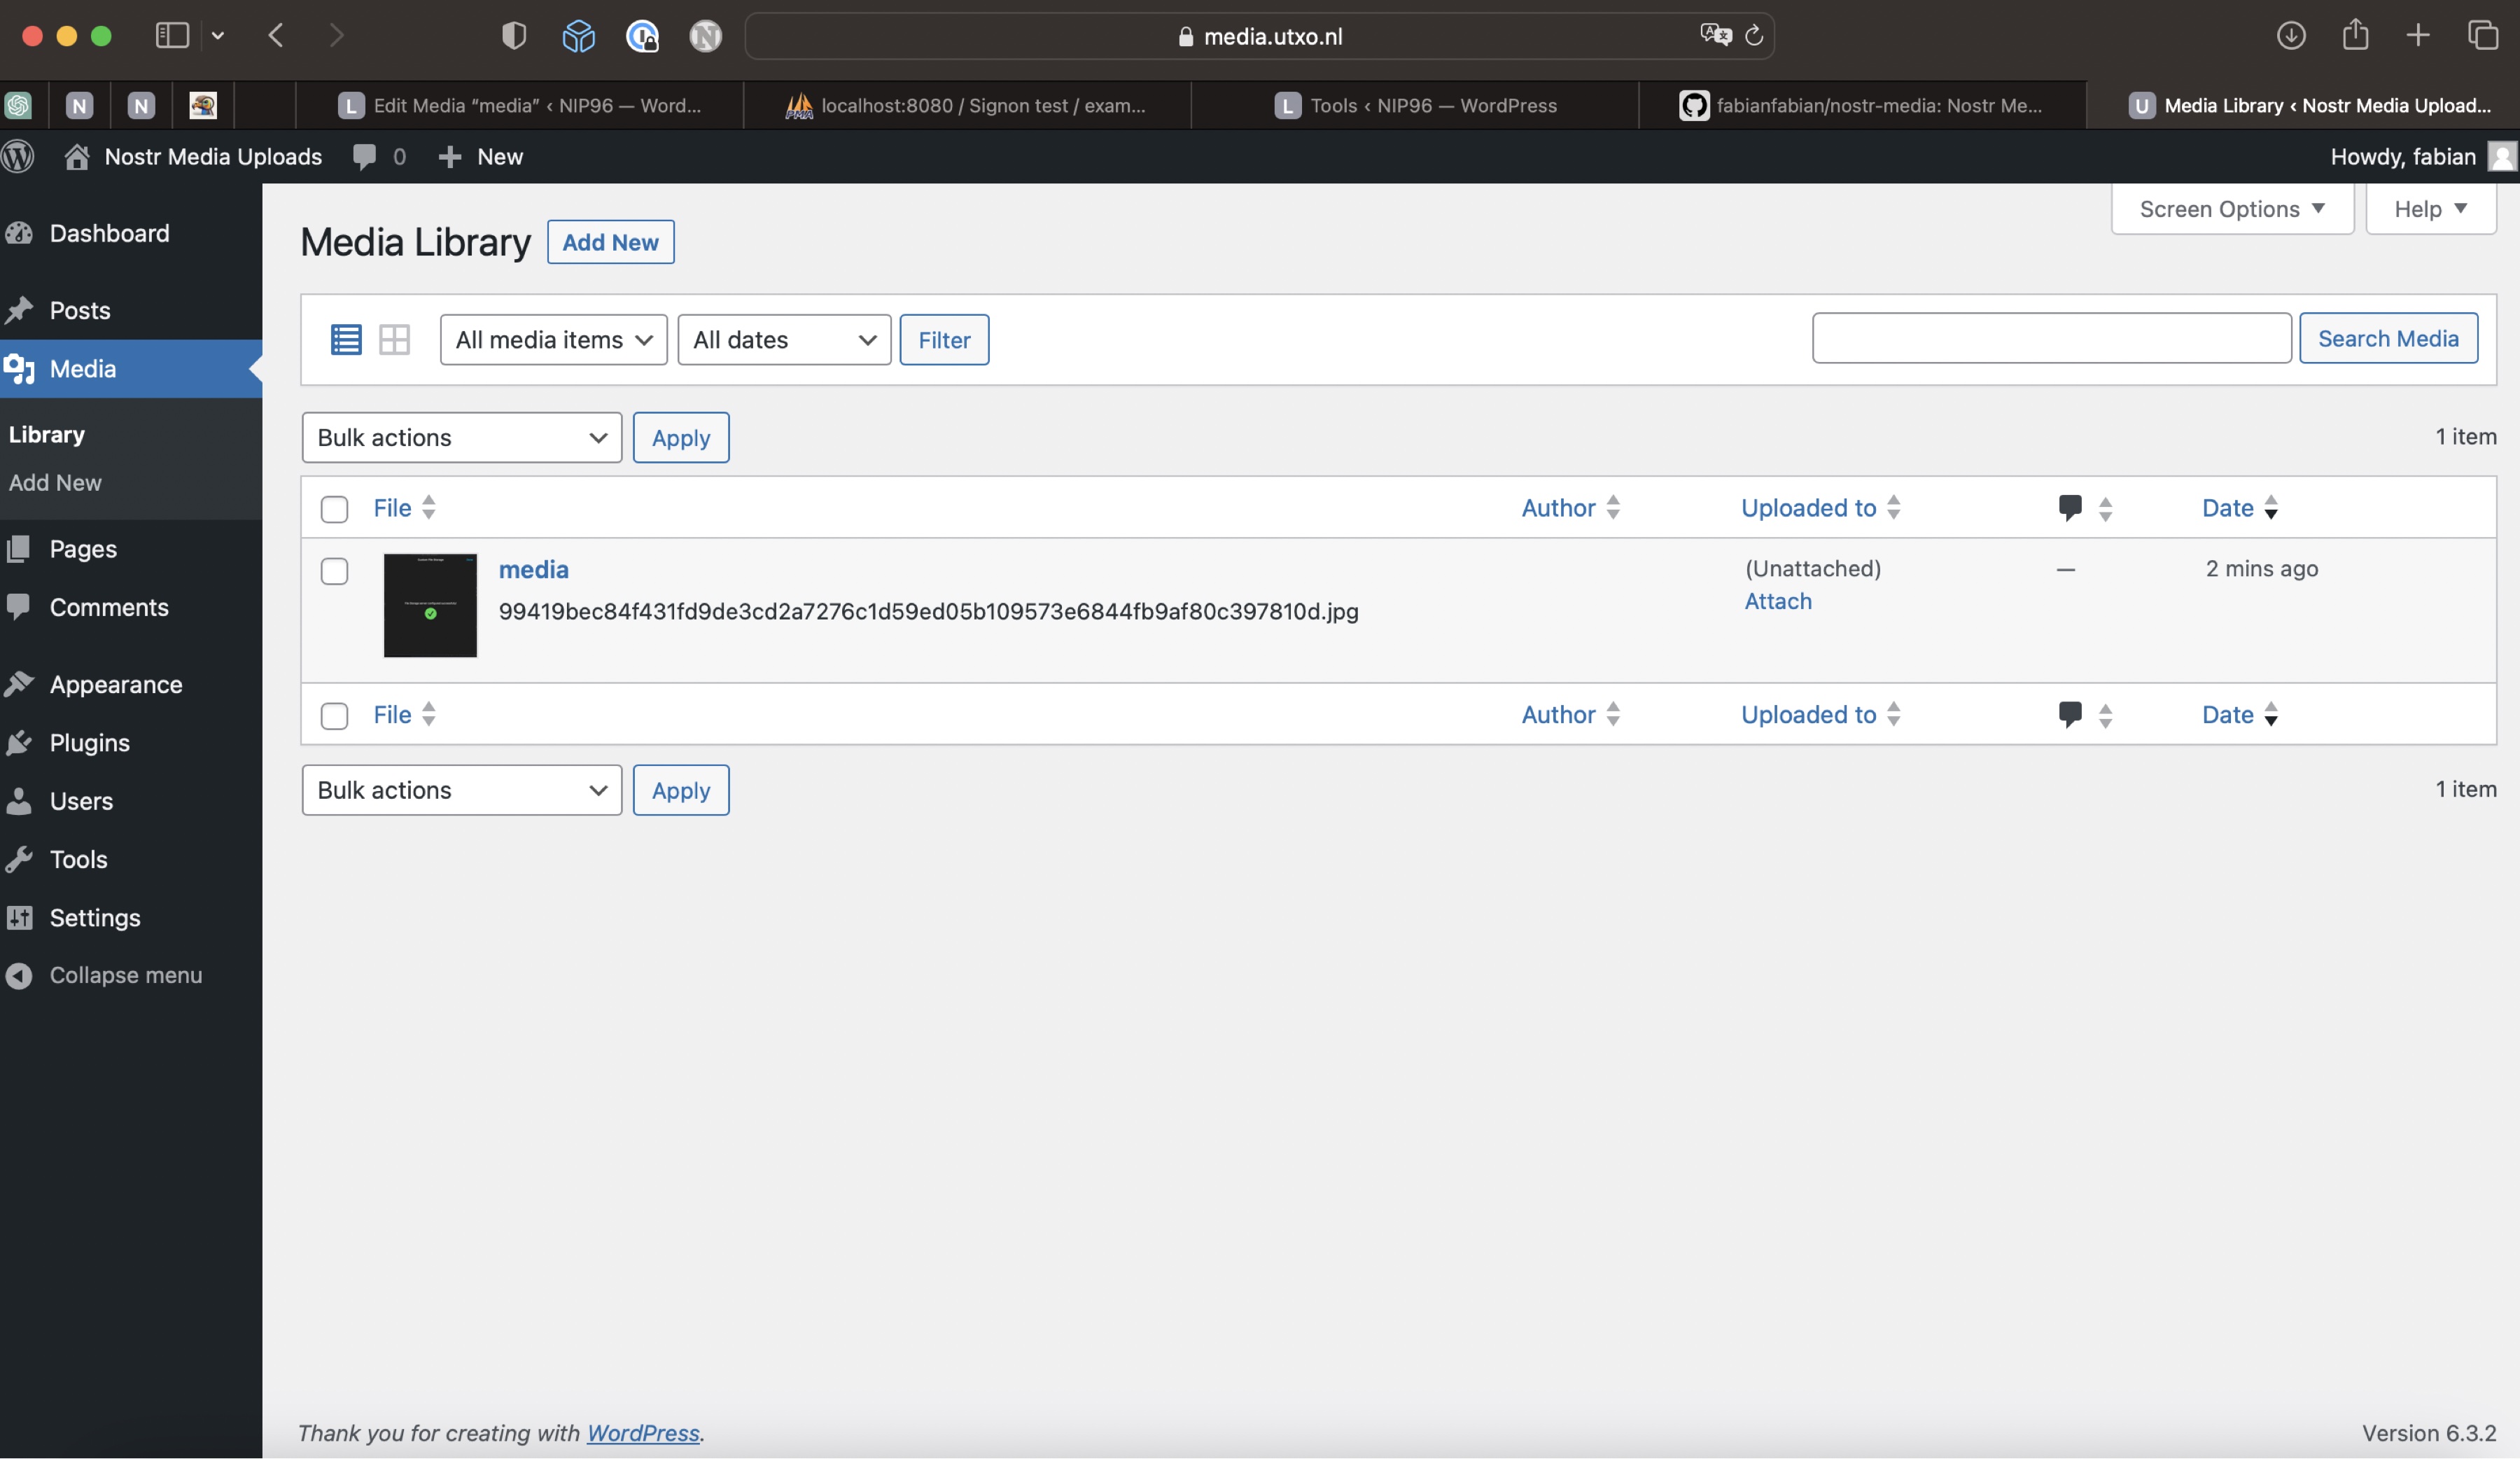 media.utxo.nl
N
N
L Edit Media “media” ‹ NIP96 — Word...
PMA localhost:8080 / Signon test / exam...
L Tools ‹ NIP96 — WordPress
fabianfabian/nostr-media: Nostr Me...
U Media Library ‹ Nostr Media Upload...
Nostr Media Uploads 0 New
Howdy, fabian
Dashboard
Posts
Media
Library
Add New
Pages
Comments
Appearance
Plugins
Users
Tools
Settings
Collapse menu
Screen Options Help
Media Library Add New
All media items All dates Filter
Search Media
Bulk actions Apply
1 item
File Author Uploaded to Date
media (Unattached) — 2 mins ago
99419bec84f431fd9de3cd2a7276c1d59ed05b109573e6844fb9af80c397810d.jpg Attach
File Author Uploaded to Date
Bulk actions Apply
1 item
Thank you for creating with WordPress.
Version 6.3.2